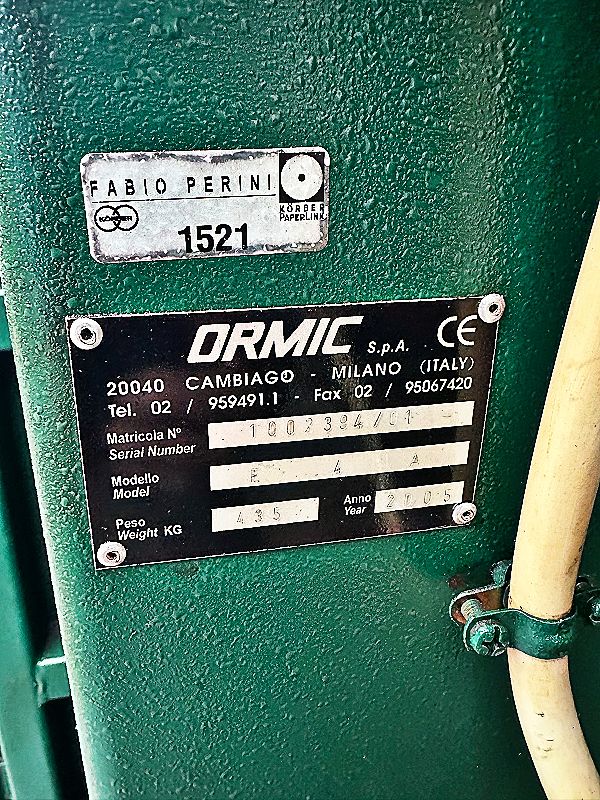 FABIO PERINI
KÖRBER
KÖRBER
PAPERLINK
1521
ORMIC S.p.A. CE
20040 CAMBIAGO - MILANO (ITALY)
Tel. 02 / 959491.1 - Fax 02 / 95067420
Matricola N°
Serial Number
Modello E 4 A
Model
Peso 435 Anno
Weight KG Year